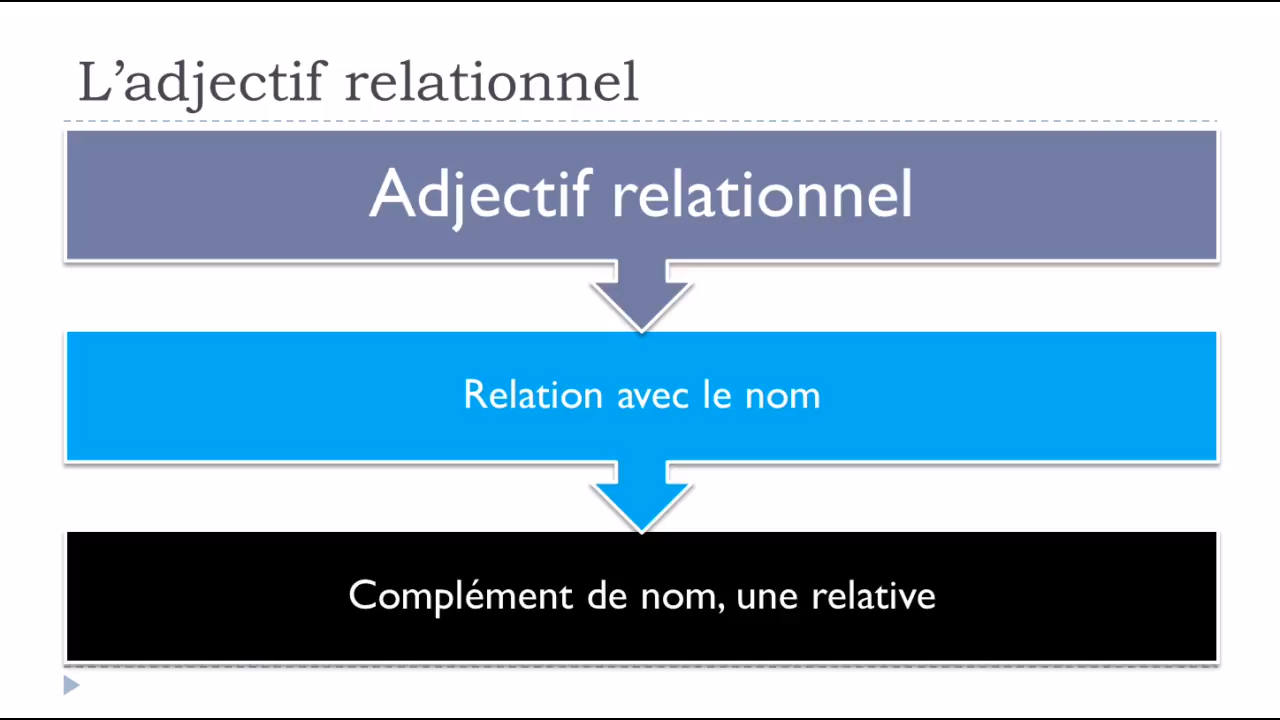 L’adjectif relationnel
Adjectif relationnel
Relation avec le nom
Complément de nom, une relative